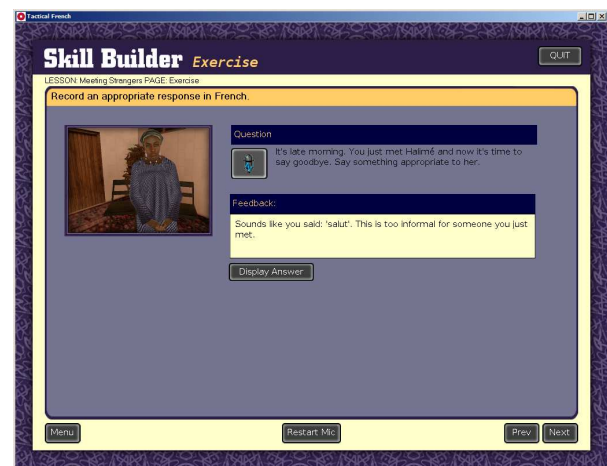 Tactical French
Skill Builder Exercise
QUIT
LESSON: Meeting Strangers PAGE: Exercise
Record an appropriate response in French.
Question
It's late morning. You just met Halimé and now it's time to
say goodbye. Say something appropriate to her.
Feedback:
Sounds like you said: 'salut'. This is too informal for someone you just
met.
Display Answer
Menu
Restart Mic
Prev
Next